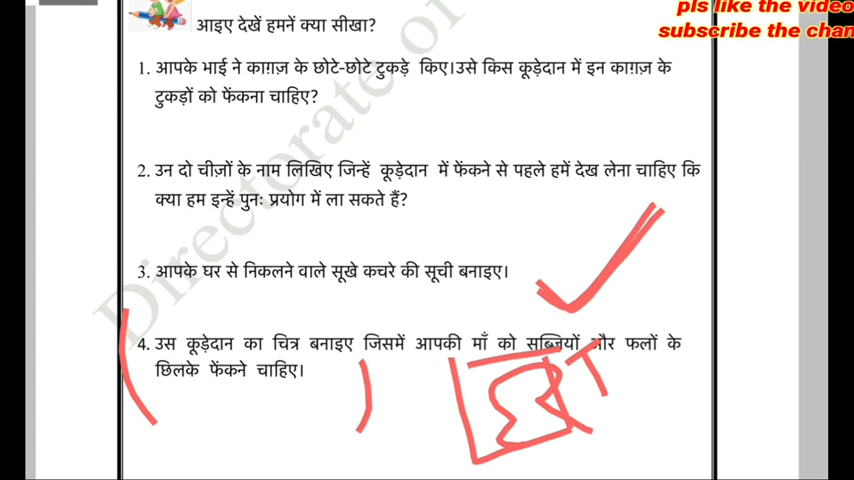 pls like the video
subscribe the chan
आइए देखें हमनें क्या सीखा?
1. आपके भाई ने काग़ज़ के छोटे-छोटे टुकड़े किए।उसे किस कूड़ेदान में इन काग़ज़ के
टुकड़ों को फेंकना चाहिए?
2. उन दो चीज़ों के नाम लिखिए जिन्हें कूड़ेदान में फेंकने से पहले हमें देख लेना चाहिए कि
क्या हम इन्हें पुनः प्रयोग में ला सकते हैं?
3. आपके घर से निकलने वाले सूखे कचरे की सूची बनाइए।
4. उस कूड़ेदान का चित्र बनाइए जिसमें आपकी माँ को सब्ज़ियों और फलों के
छिलके फेंकने चाहिए।
Directorate of